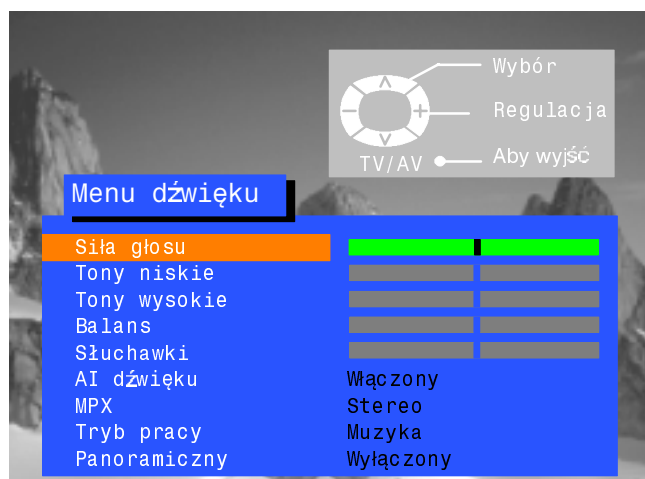 Wybór
Regulacja
TV/AV Aby wyjść
Menu dźwięku
Siła głosu
Tony niskie
Tony wysokie
Balans
Słuchawki
AI dźwięku Włączony
MPX Stereo
Tryb pracy Muzyka
Panoramiczny Wyłączony